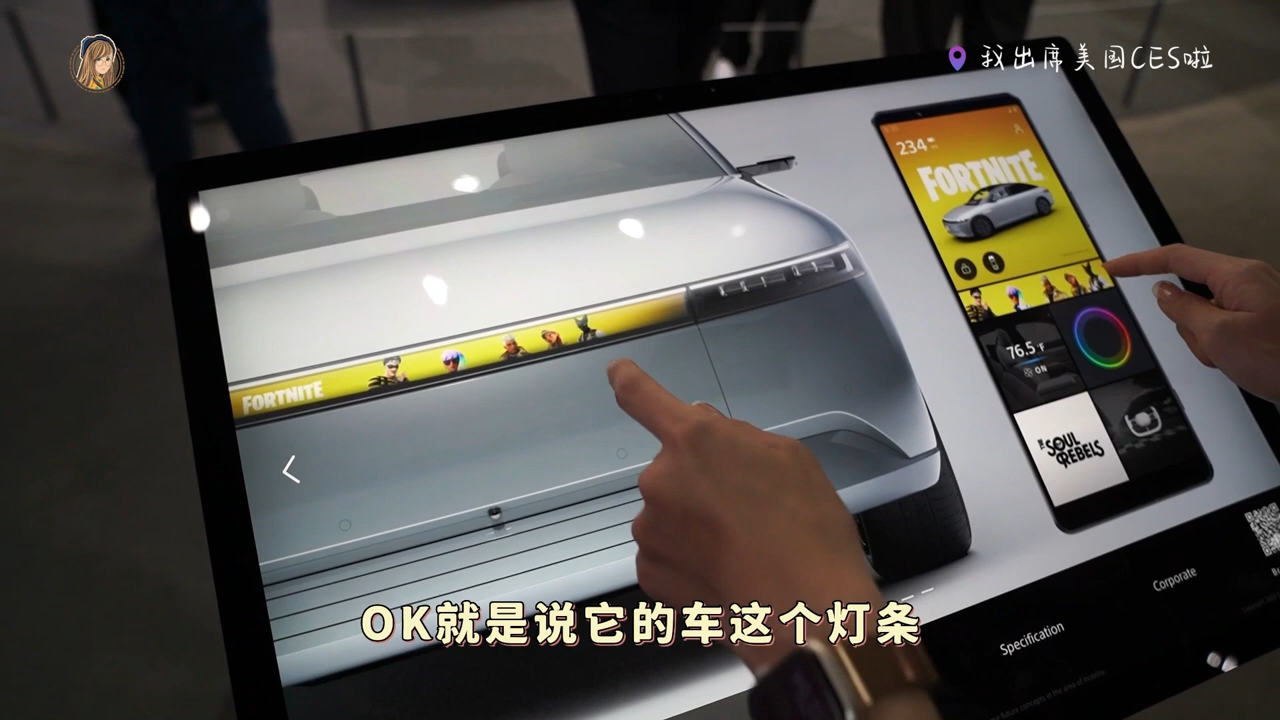 我出席美国CES啦
234
FORTNITE
FORTNITE
76.5°F
ON
THE
SOUL
REBELS
Corporate
Specification
OK就是说它的车这个灯条